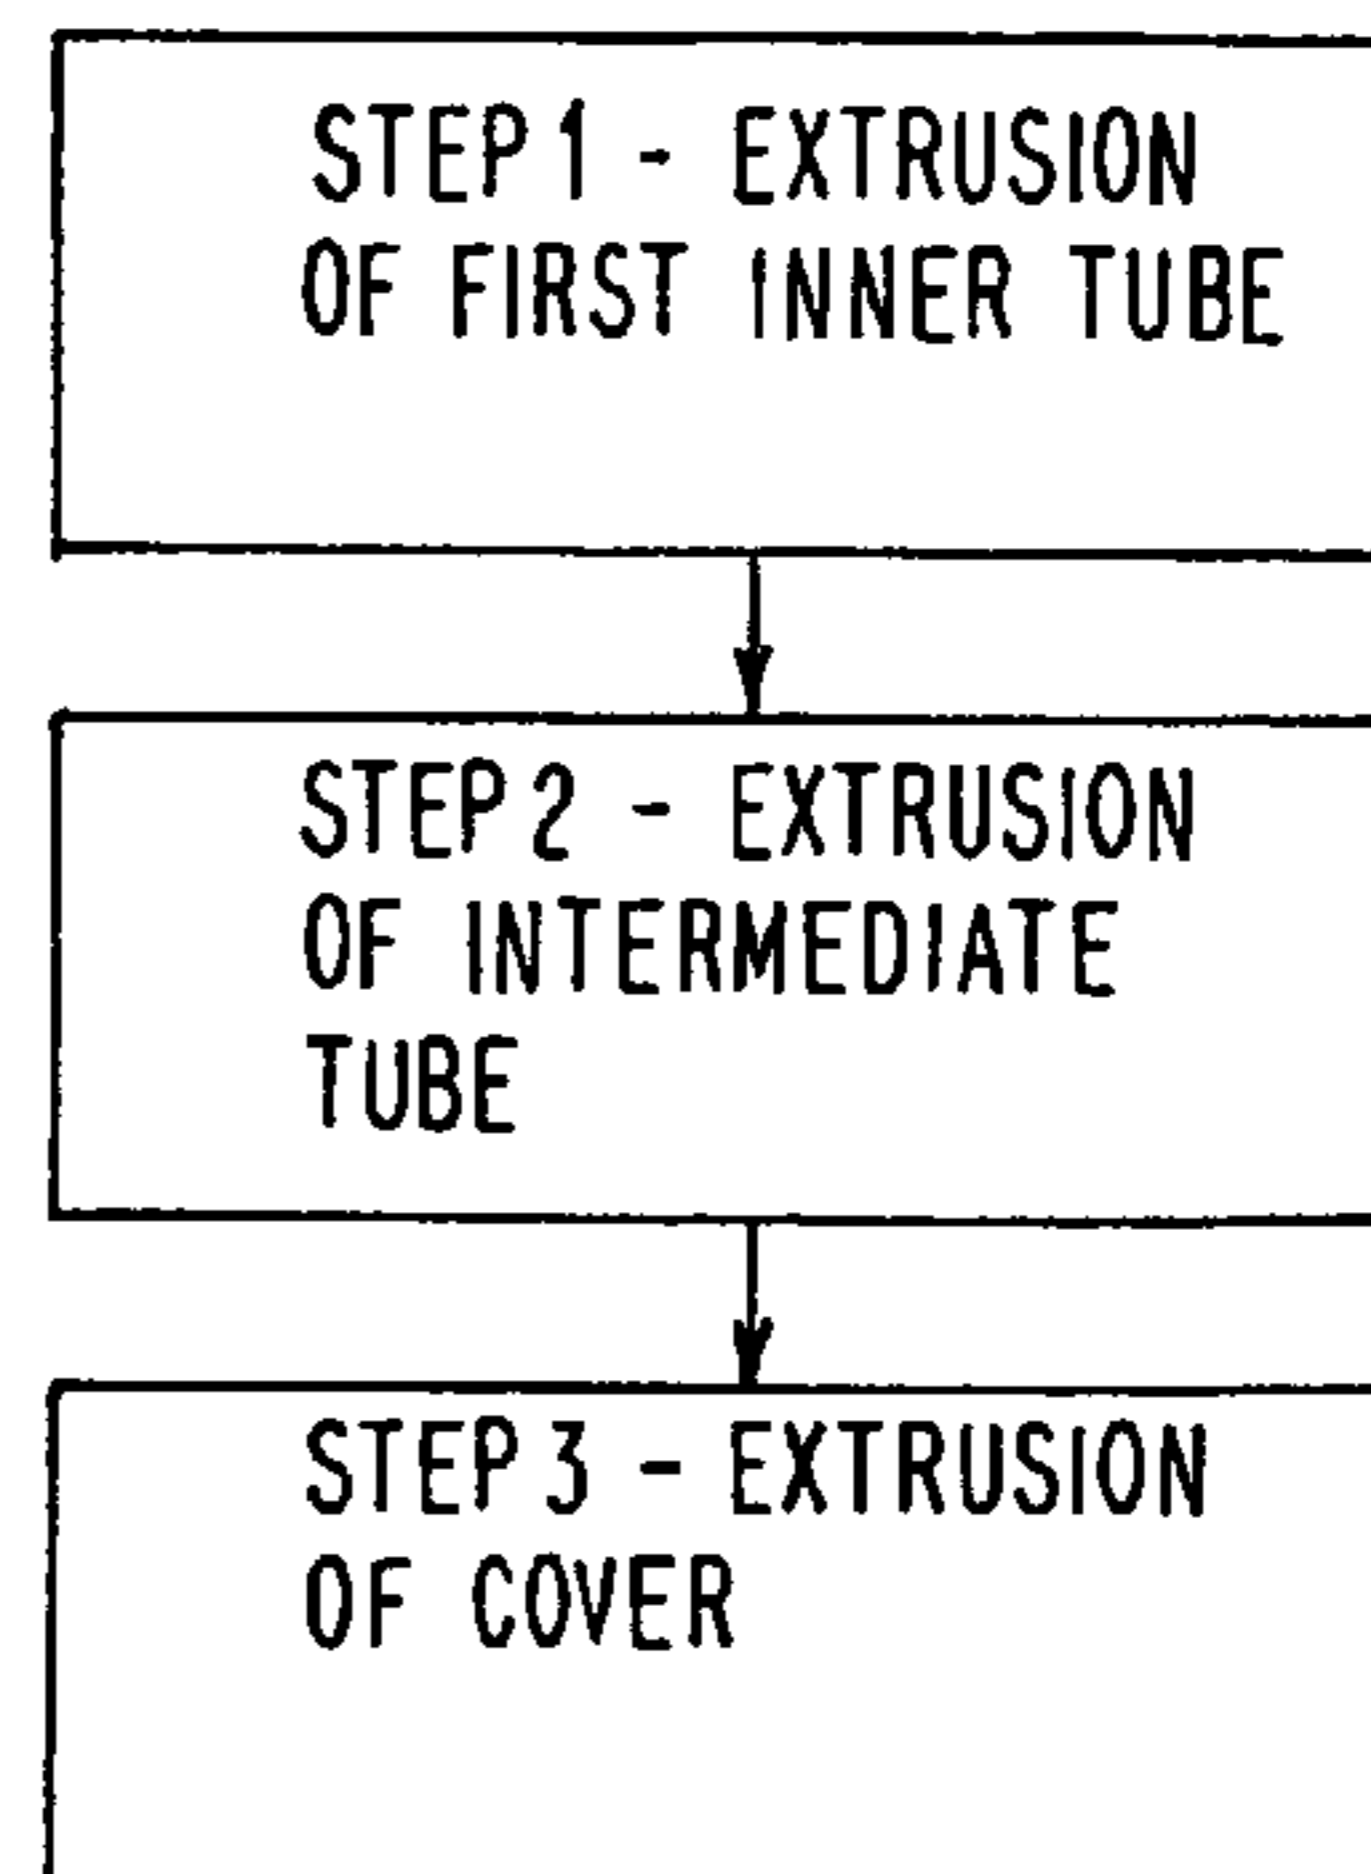 STEP 1 - EXTRUSION
OF FIRST INNER TUBE
STEP 2 - EXTRUSION
OF INTERMEDIATE
TUBE
STEP 3 - EXTRUSION
OF COVER